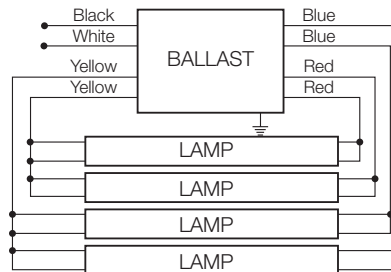 Black Blue
White Blue
BALLAST
Yellow Red
Yellow Red
LAMP
LAMP
LAMP
LAMP